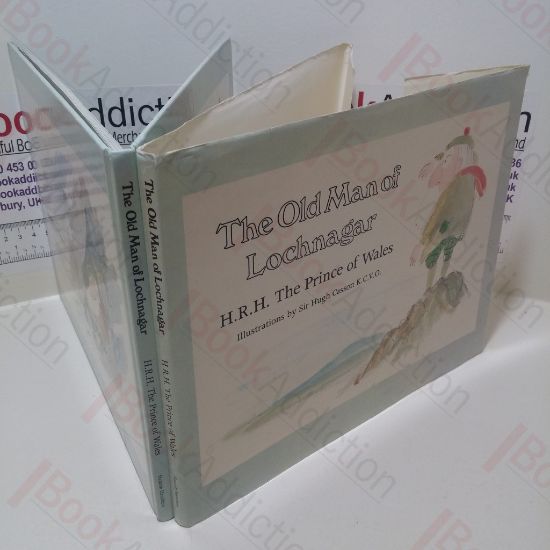 The Old Man of
Lochnagar
H.R.H. The Prince of Wales
Illustrations by Sir Hugh Casson K.C.V.O.
The Old Man of Lochnagar
H.R.H. The Prince of Wales
The Old Man of Lochnagar
H.R.H. The Prince of Wales
BookAddiction